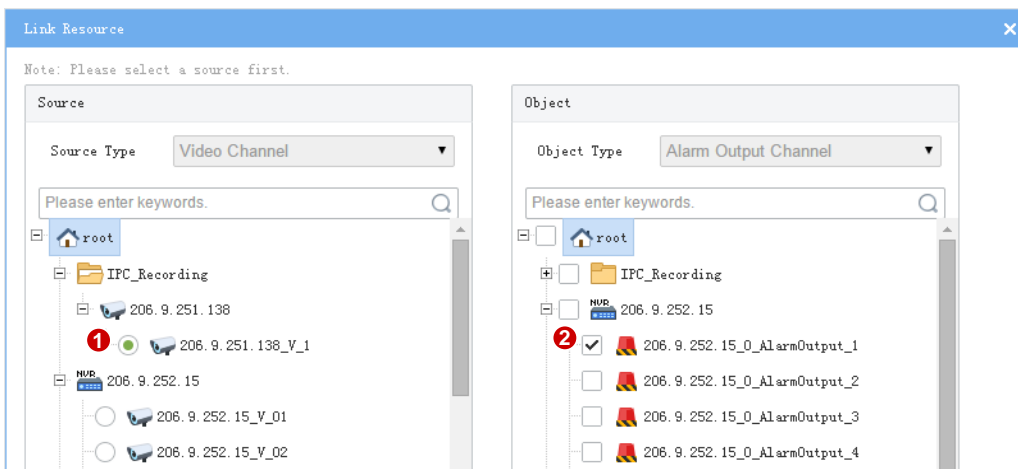 Link Resource
Note: Please select a source first.
Source
Source Type
Video Channel
Please enter keywords.
root
IPC_Recording
206.9.251.138
1
206.9.251.138_V_1
NVR
206.9.252.15
206.9.252.15_V_01
206.9.252.15_V_02
Object
Object Type
Alarm Output Channel
Please enter keywords.
root
IPC_Recording
NVR
206.9.252.15
2
206.9.252.15_0_AlarmOutput_1
206.9.252.15_0_AlarmOutput_2
206.9.252.15_0_AlarmOutput_3
206.9.252.15_0_AlarmOutput_4